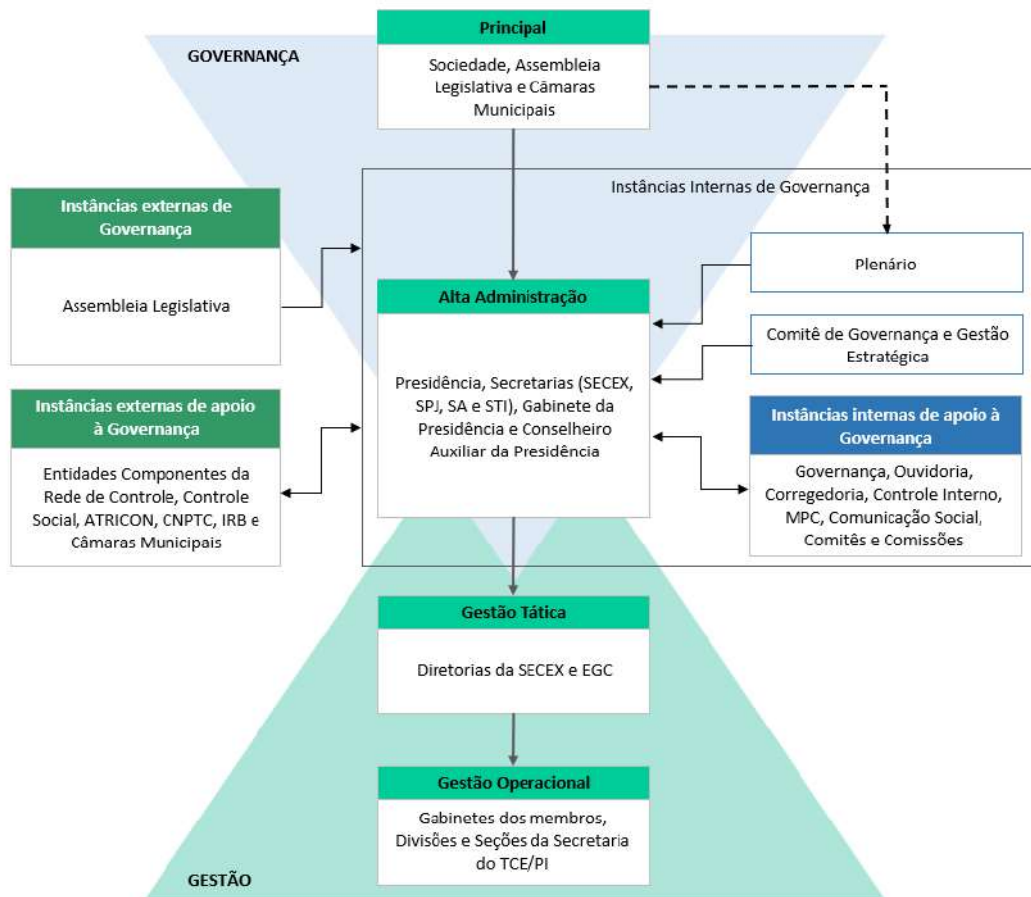 Principal
GOVERNANÇA
Sociedade, Assembleia
Legislativa e Câmaras
Municipais
Instâncias Internas de Governança
Instâncias externas de
Governança
Assembleia Legislativa
Plenário
Alta Administração
Comitê de Governança e Gestão
Estratégica
Presidência, Secretarias (SECEX,
SPJ, SA e STI), Gabinete da
Presidência e Conselheiro
Auxiliar da Presidência
Instâncias externas de apoio
à Governança
Entidades Componentes da
Rede de Controle, Controle
Social, ATRICON, CNPTC, IRB e
Câmaras Municipais
Instâncias internas de apoio à
Governança
Governança, Ouvidoria,
Corregedoria, Controle Interno,
MPC, Comunicação Social,
Comitês e Comissões
Gestão Tática
Diretorias da SECEX e EGC
Gestão Operacional
Gabinetes dos membros,
Divisões e Seções da Secretaria
do TCE/PI
GESTÃO